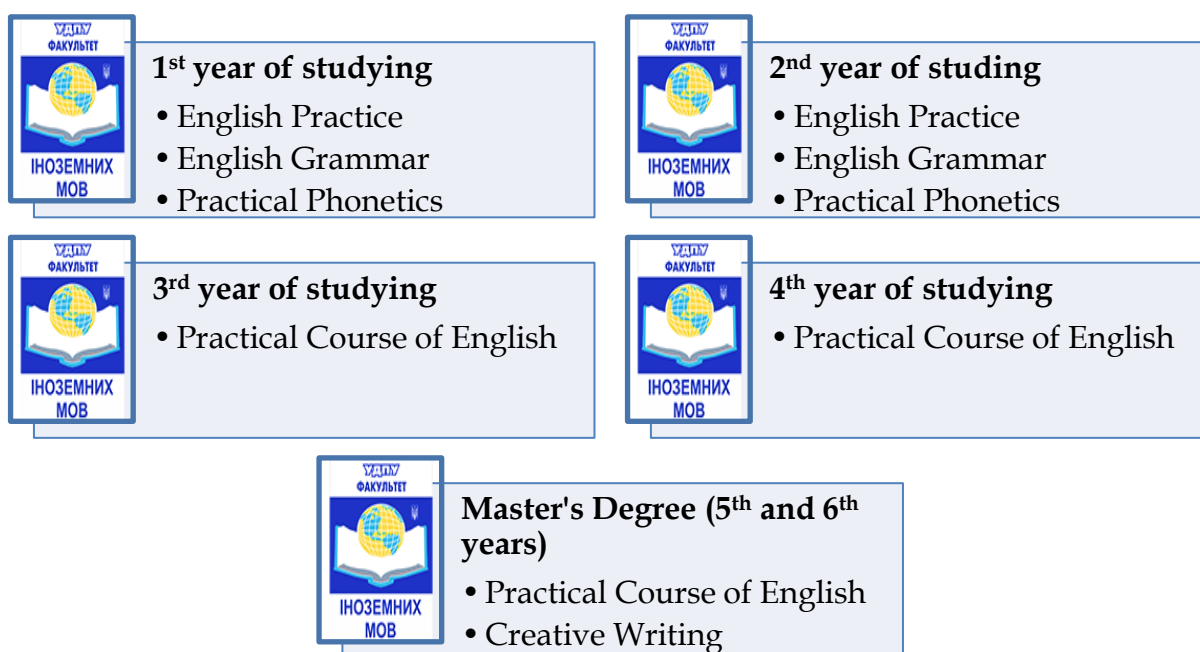 УДПУ
ФАКУЛЬТЕТ
ІНОЗЕМНИХ
МОВ
1st year of studying
• English Practice
• English Grammar
• Practical Phonetics
УДПУ
ФАКУЛЬТЕТ
ІНОЗЕМНИХ
МОВ
2nd year of studing
• English Practice
• English Grammar
• Practical Phonetics
УДПУ
ФАКУЛЬТЕТ
ІНОЗЕМНИХ
МОВ
3rd year of studying
• Practical Course of English
УДПУ
ФАКУЛЬТЕТ
ІНОЗЕМНИХ
МОВ
4th year of studying
• Practical Course of English
УДПУ
ФАКУЛЬТЕТ
ІНОЗЕМНИХ
МОВ
Master's Degree (5th and 6th
years)
• Practical Course of English
• Creative Writing